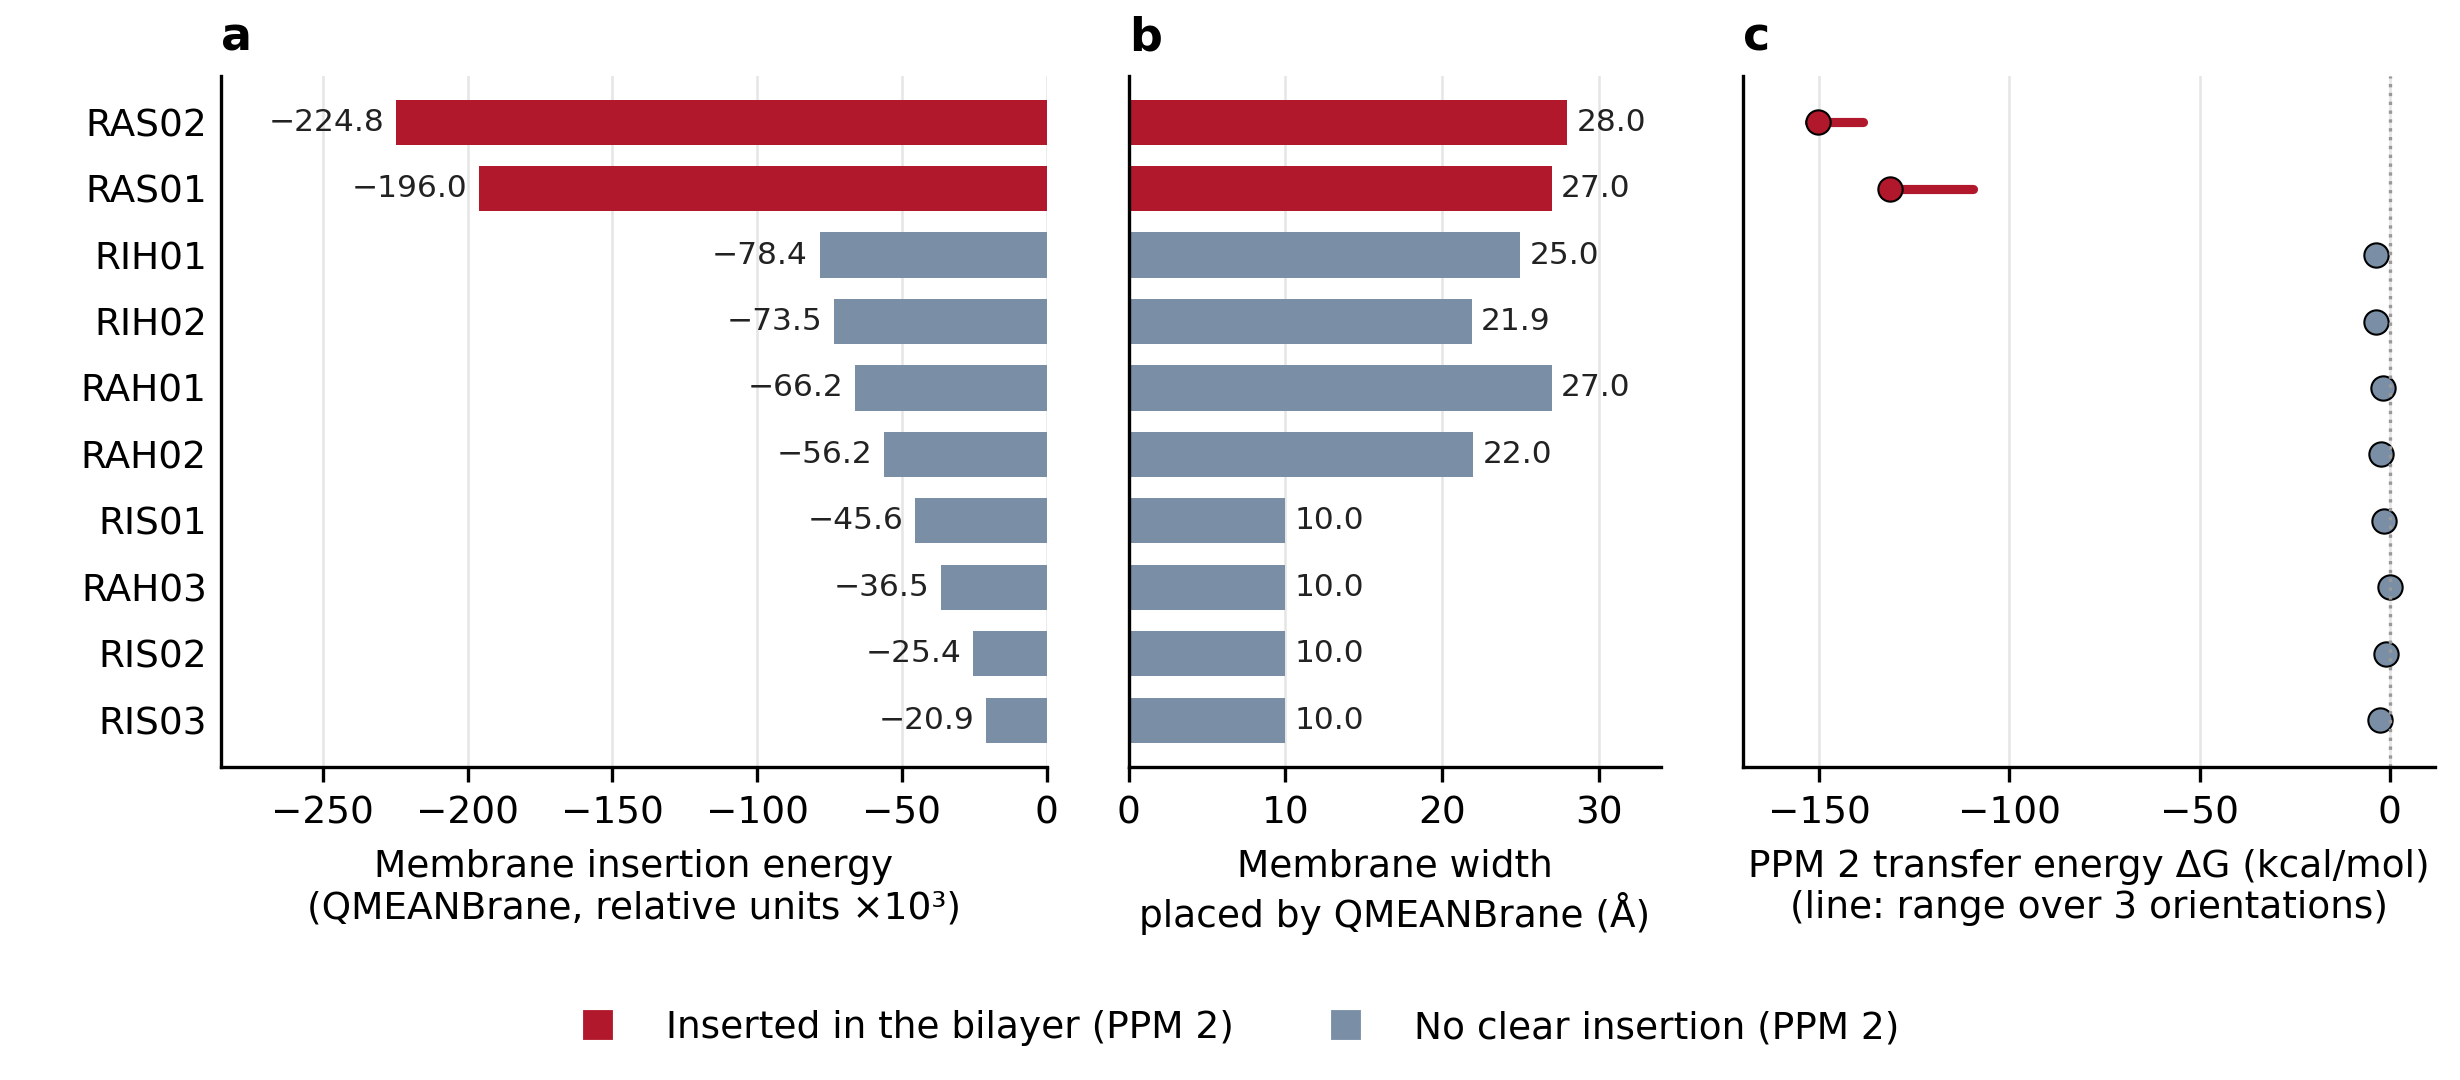 a
b
c
RAS02
−224.8
28.0
RAS01
−196.0
27.0
RIH01
−78.4
25.0
RIH02
−73.5
21.9
RAH01
−66.2
27.0
RAH02
−56.2
22.0
RIS01
−45.6
10.0
RAH03
−36.5
10.0
RIS02
−25.4
10.0
RIS03
−20.9
10.0
−250 −200 −150 −100 −50 0
0 10 20 30
−150 −100 −50 0
Membrane insertion energy
(QMEANBrane, relative units ×10³)
Membrane width
placed by QMEANBrane (Å)
PPM 2 transfer energy ΔG (kcal/mol)
(line: range over 3 orientations)
Inserted in the bilayer (PPM 2)
No clear insertion (PPM 2)